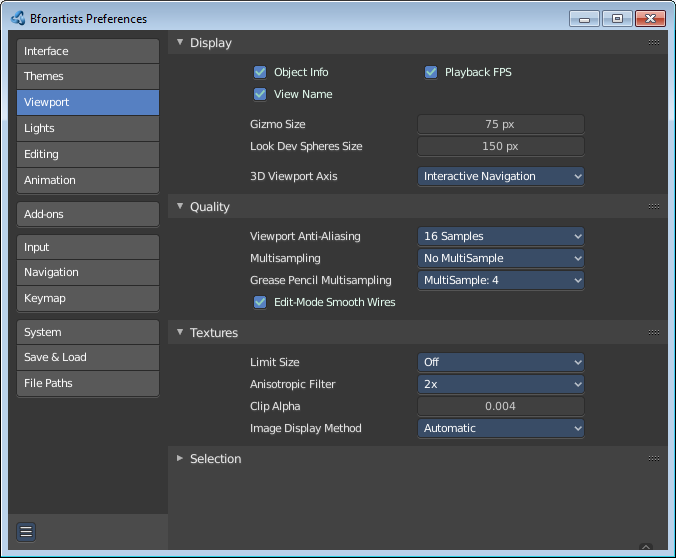 Bforartists Preferences
Interface
Themes
Viewport
Lights
Editing
Animation
Add-ons
Input
Navigation
Keymap
System
Save & Load
File Paths
Display
Object Info
Playback FPS
View Name
Gizmo Size 75 px
Look Dev Spheres Size 150 px
3D Viewport Axis Interactive Navigation
Quality
Viewport Anti-Aliasing 16 Samples
Multisampling No MultiSample
Grease Pencil Multisampling MultiSample: 4
Edit-Mode Smooth Wires
Textures
Limit Size Off
Anisotropic Filter 2x
Clip Alpha 0.004
Image Display Method Automatic
Selection